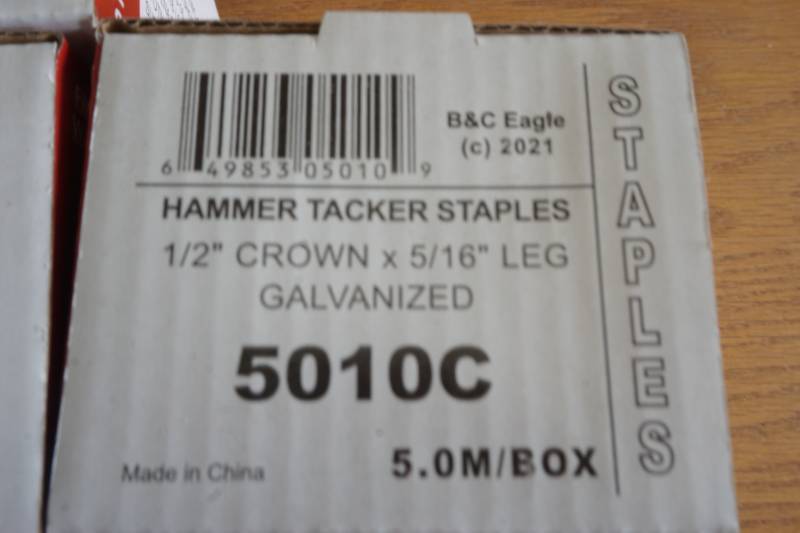 B&C Eagle
(c) 2021
6 49853 05010 9
HAMMER TACKER STAPLES
1/2" CROWN x 5/16" LEG
GALVANIZED
5010C
Made in China
5.0M/BOX
STAPLES